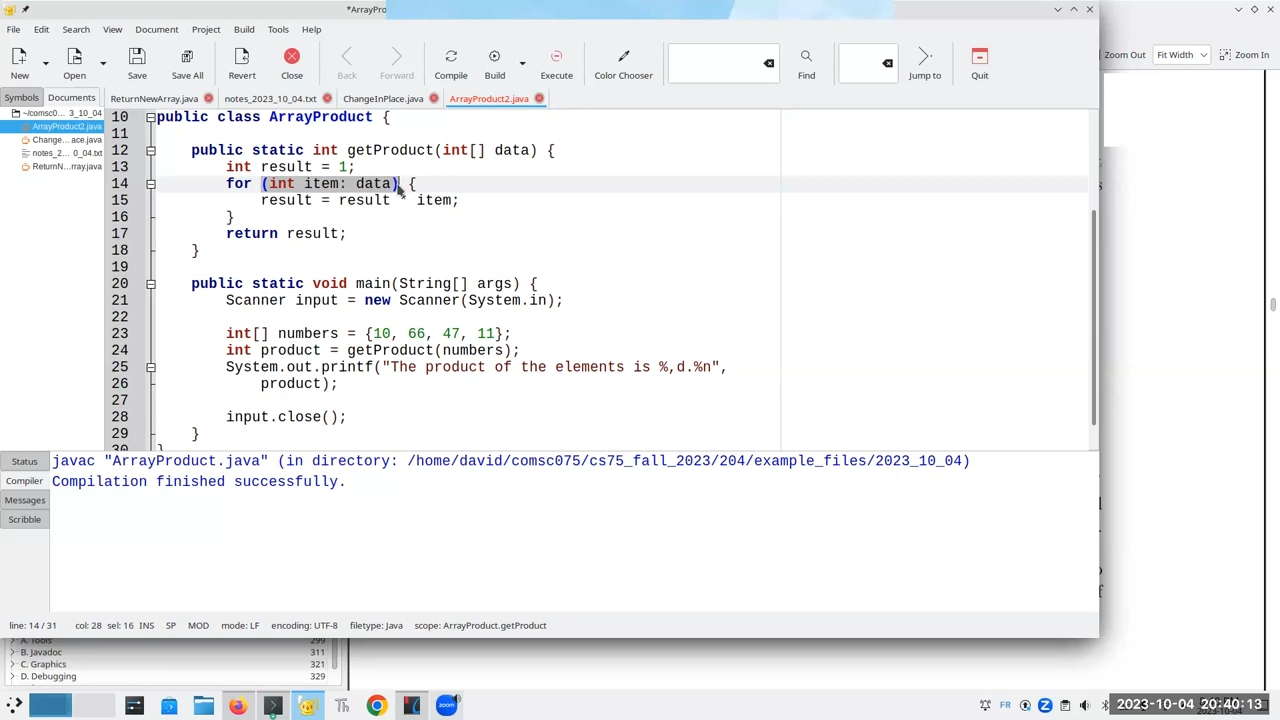 *ArrayPro
File Edit Search View Document Project Build Tools Help
New Open Save Save All Revert Close Back Forward Compile Build Execute Color Chooser Find Jump to Quit
Zoom Out Fit Width Zoom In
Symbols Documents ReturnNewArray.java notes_2023_10_04.txt ChangeInPlace.java ArrayProduct2.java
~/comsc0... 3_10_04
ArrayProduct2.java
Change...ace.java
notes_2... 0_04.txt
ReturnN...rray.java
10 public class ArrayProduct {
11
12 public static int getProduct(int[] data) {
13 int result = 1;
14 for (int item: data) {
15 result = result * item;
16 }
17 return result;
18 }
19
20 public static void main(String[] args) {
21 Scanner input = new Scanner(System.in);
22
23 int[] numbers = {10, 66, 47, 11};
24 int product = getProduct(numbers);
25 System.out.printf("The product of the elements is %,d.%n",
26 product);
27
28 input.close();
29 }
30 }
Status
Compiler
Messages
Scribble
javac "ArrayProduct.java" (in directory: /home/david/comsc075/cs75_fall_2023/204/example_files/2023_10_04)
Compilation finished successfully.
line: 14 / 31 col: 28 sel: 16 INS SP MOD mode: LF encoding: UTF-8 filetype: Java scope: ArrayProduct.getProduct
A. Tools 299
B. Javadoc 311
C. Graphics 321
D. Debugging 329
Th zoom FR
2023-10-04 20:40:13